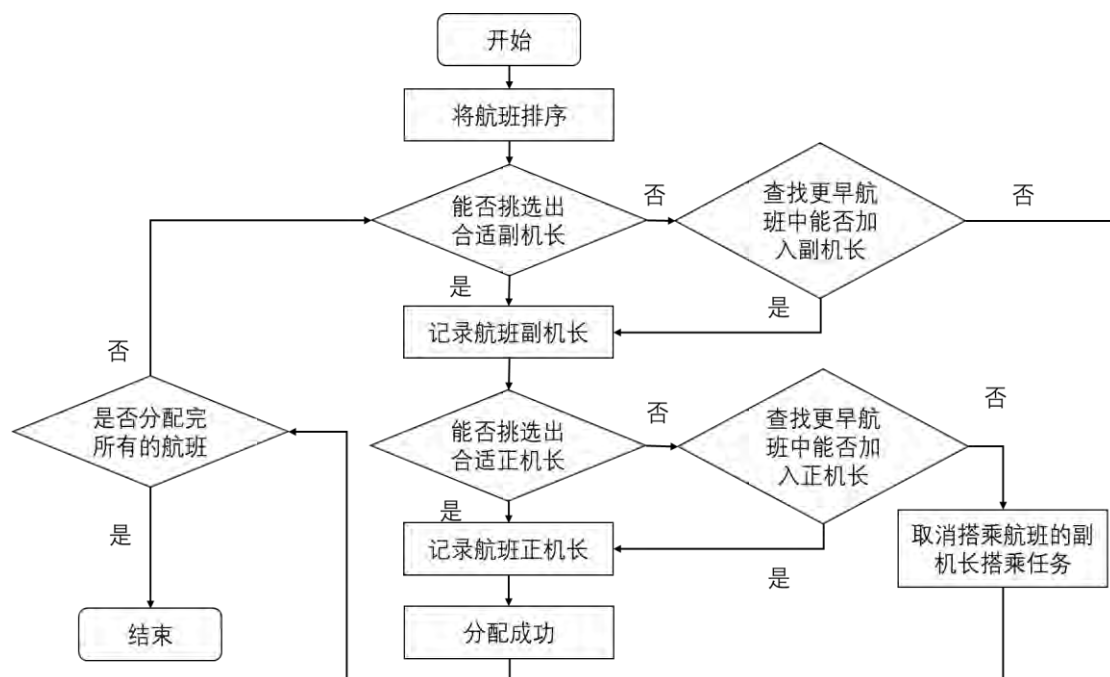 开始
将航班排序
能否挑选出
合适副机长
否
查找更早航
班中能否加
入副机长
否
是
是
记录航班副机长
否
是否分配完
所有的航班
能否挑选出
合适正机长
否
查找更早航
班中能否加
入正机长
否
是
是
记录航班正机长
是
取消搭乘航班的副
机长搭乘任务
结束
分配成功